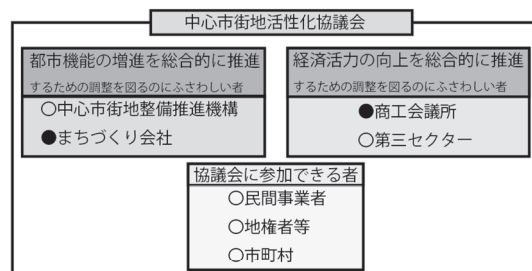 中心市街地活性化協議会
都市機能の増進を総合的に推進
するための調整を図るのにふさわしい者
○中心市街地整備推進機構
●まちづくり会社
経済活力の向上を総合的に推進
するための調整を図るのにふさわしい者
●商工会議所
○第三セクター
協議会に参加できる者
○民間事業者
○地権者等
○市町村